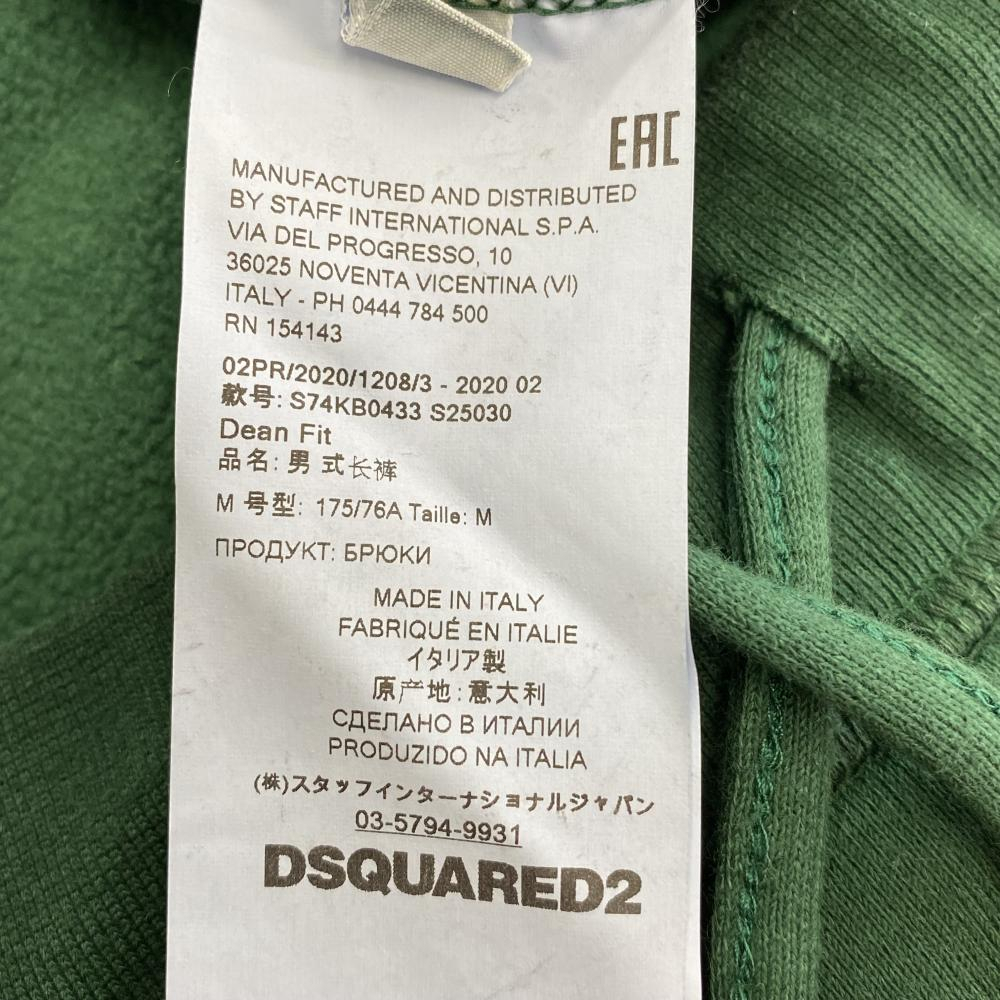 EAC
MANUFACTURED AND DISTRIBUTED
BY STAFF INTERNATIONAL S.P.A.
VIA DEL PROGRESSO, 10
36025 NOVENTA VICENTINA (VI)
ITALY - PH 0444 784 500
RN 154143
02PR/2020/1208/3 - 2020 02
款号: S74KB0433 S25030
Dean Fit
品名: 男 式长裤
M 号型: 175/76A Taille: M
ПРОДУКТ: БРЮКИ
MADE IN ITALY
FABRIQUÉ EN ITALIE
イタリア製
原产地: 意大利
СДЕЛАНО В ИТАЛИИ
PRODUZIDO NA ITALIA
(株)スタッフインターナショナルジャパン
03-5794-9931
DSQUARED2